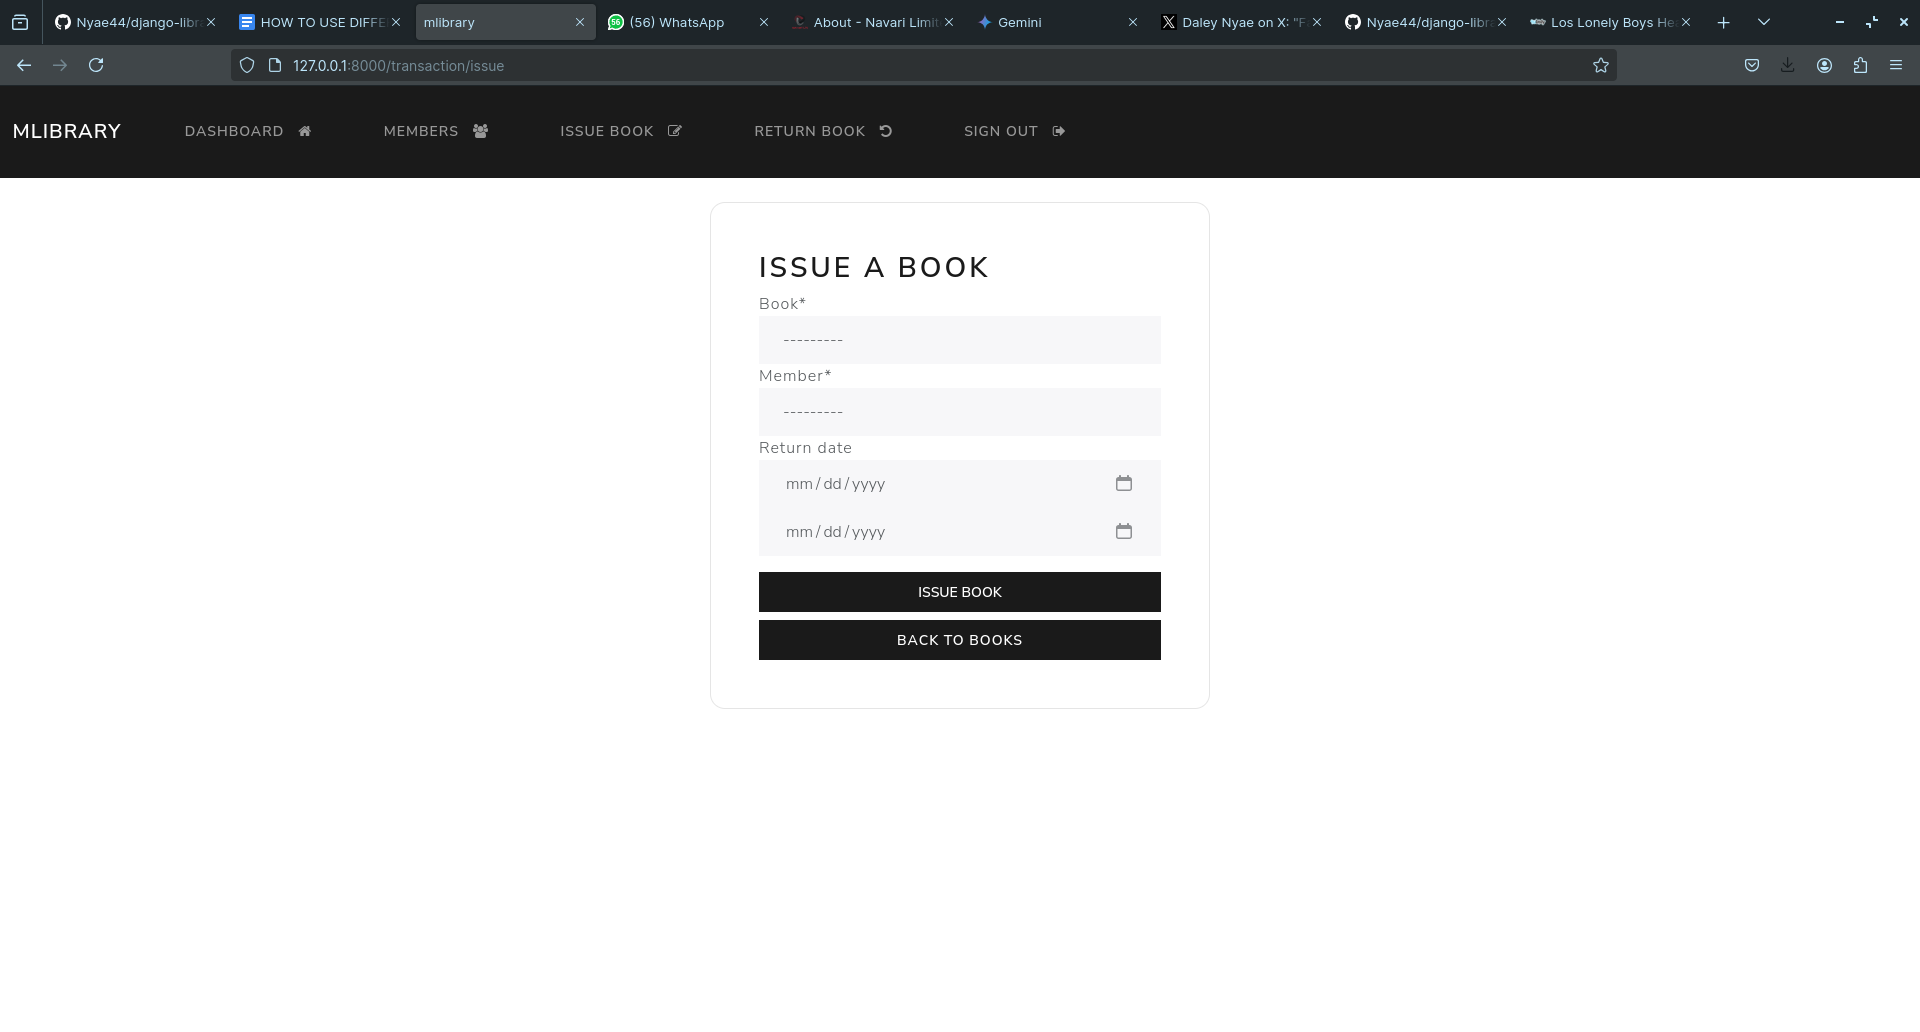 Nyae44/django-libr
HOW TO USE DIFFE
mlibrary
(56) WhatsApp
About - Navari Limit
Gemini
Daley Nyae on X: "F
Nyae44/django-libr
Los Lonely Boys He
127.0.0.1:8000/transaction/issue
MLIBRARY
DASHBOARD
MEMBERS
ISSUE BOOK
RETURN BOOK
SIGN OUT
ISSUE A BOOK
Book*
---------
Member*
---------
Return date
mm/dd/yyyy
mm/dd/yyyy
ISSUE BOOK
BACK TO BOOKS